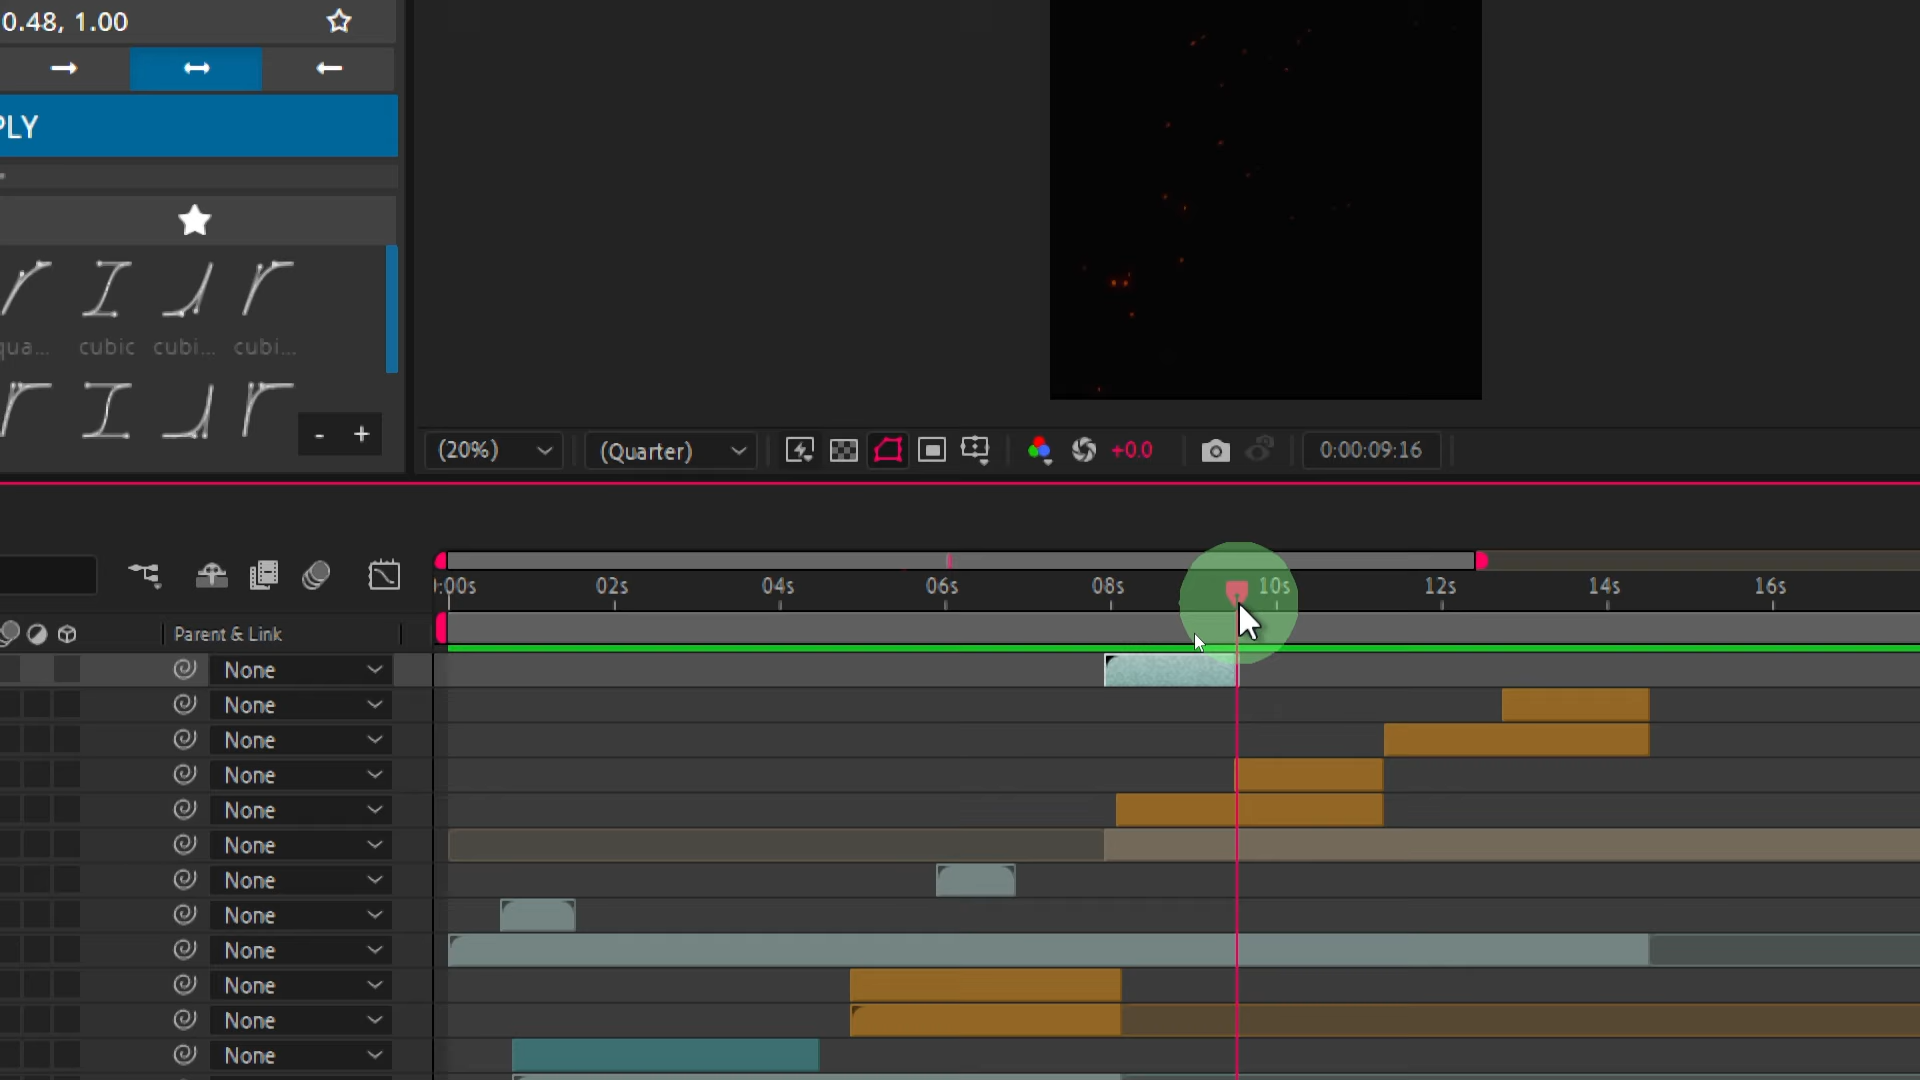 0.48, 1.00
PLY
qua... cubic cubi... cubi...
- +
(20%) (Quarter) +0.0 0:00:09:16
):00s 02s 04s 06s 08s 10s 12s 14s 16s
Parent & Link
None
None
None
None
None
None
None
None
None
None
None
None